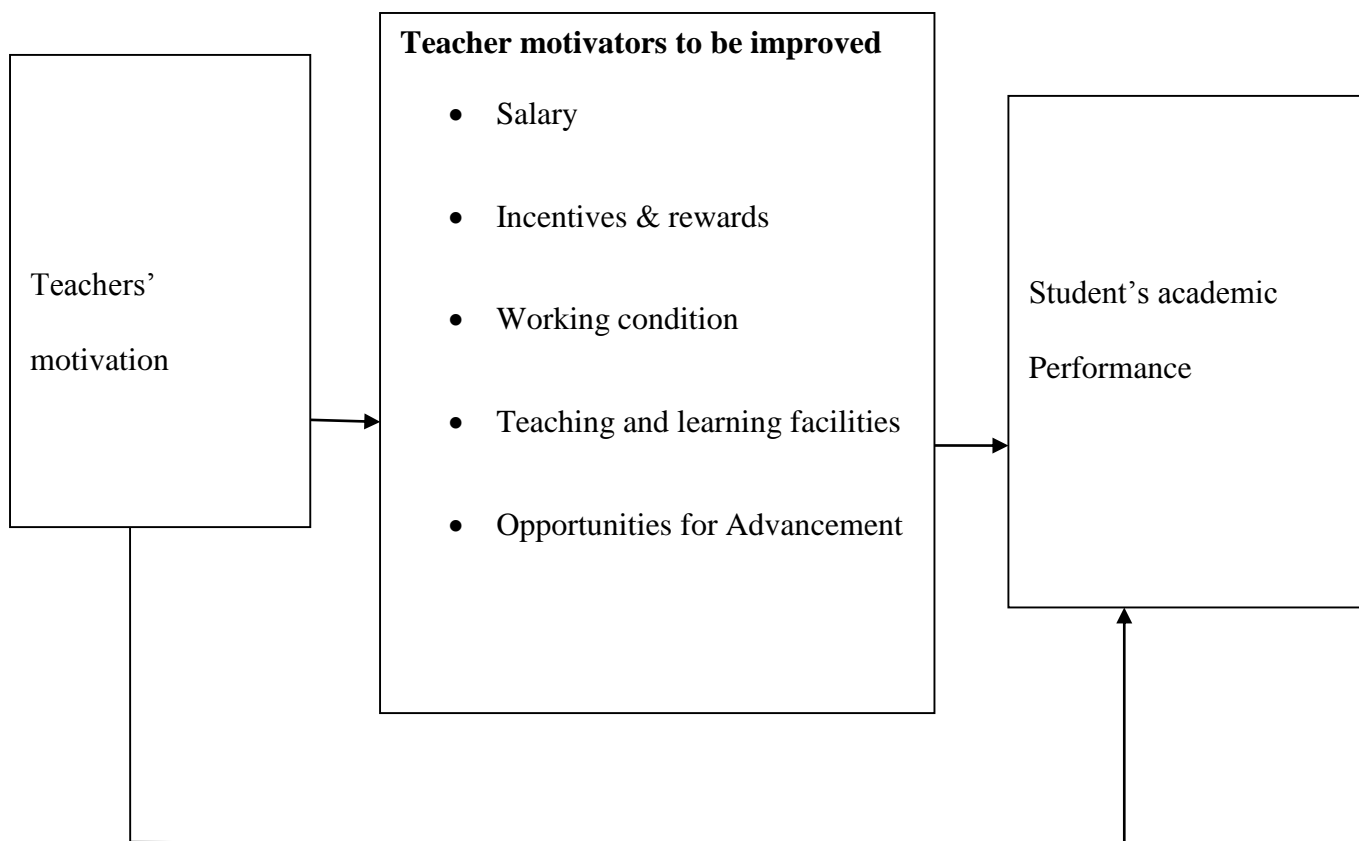 Teachers’
motivation
Teacher motivators to be improved
• Salary
• Incentives & rewards
• Working condition
• Teaching and learning facilities
• Opportunities for Advancement
Student’s academic
Performance